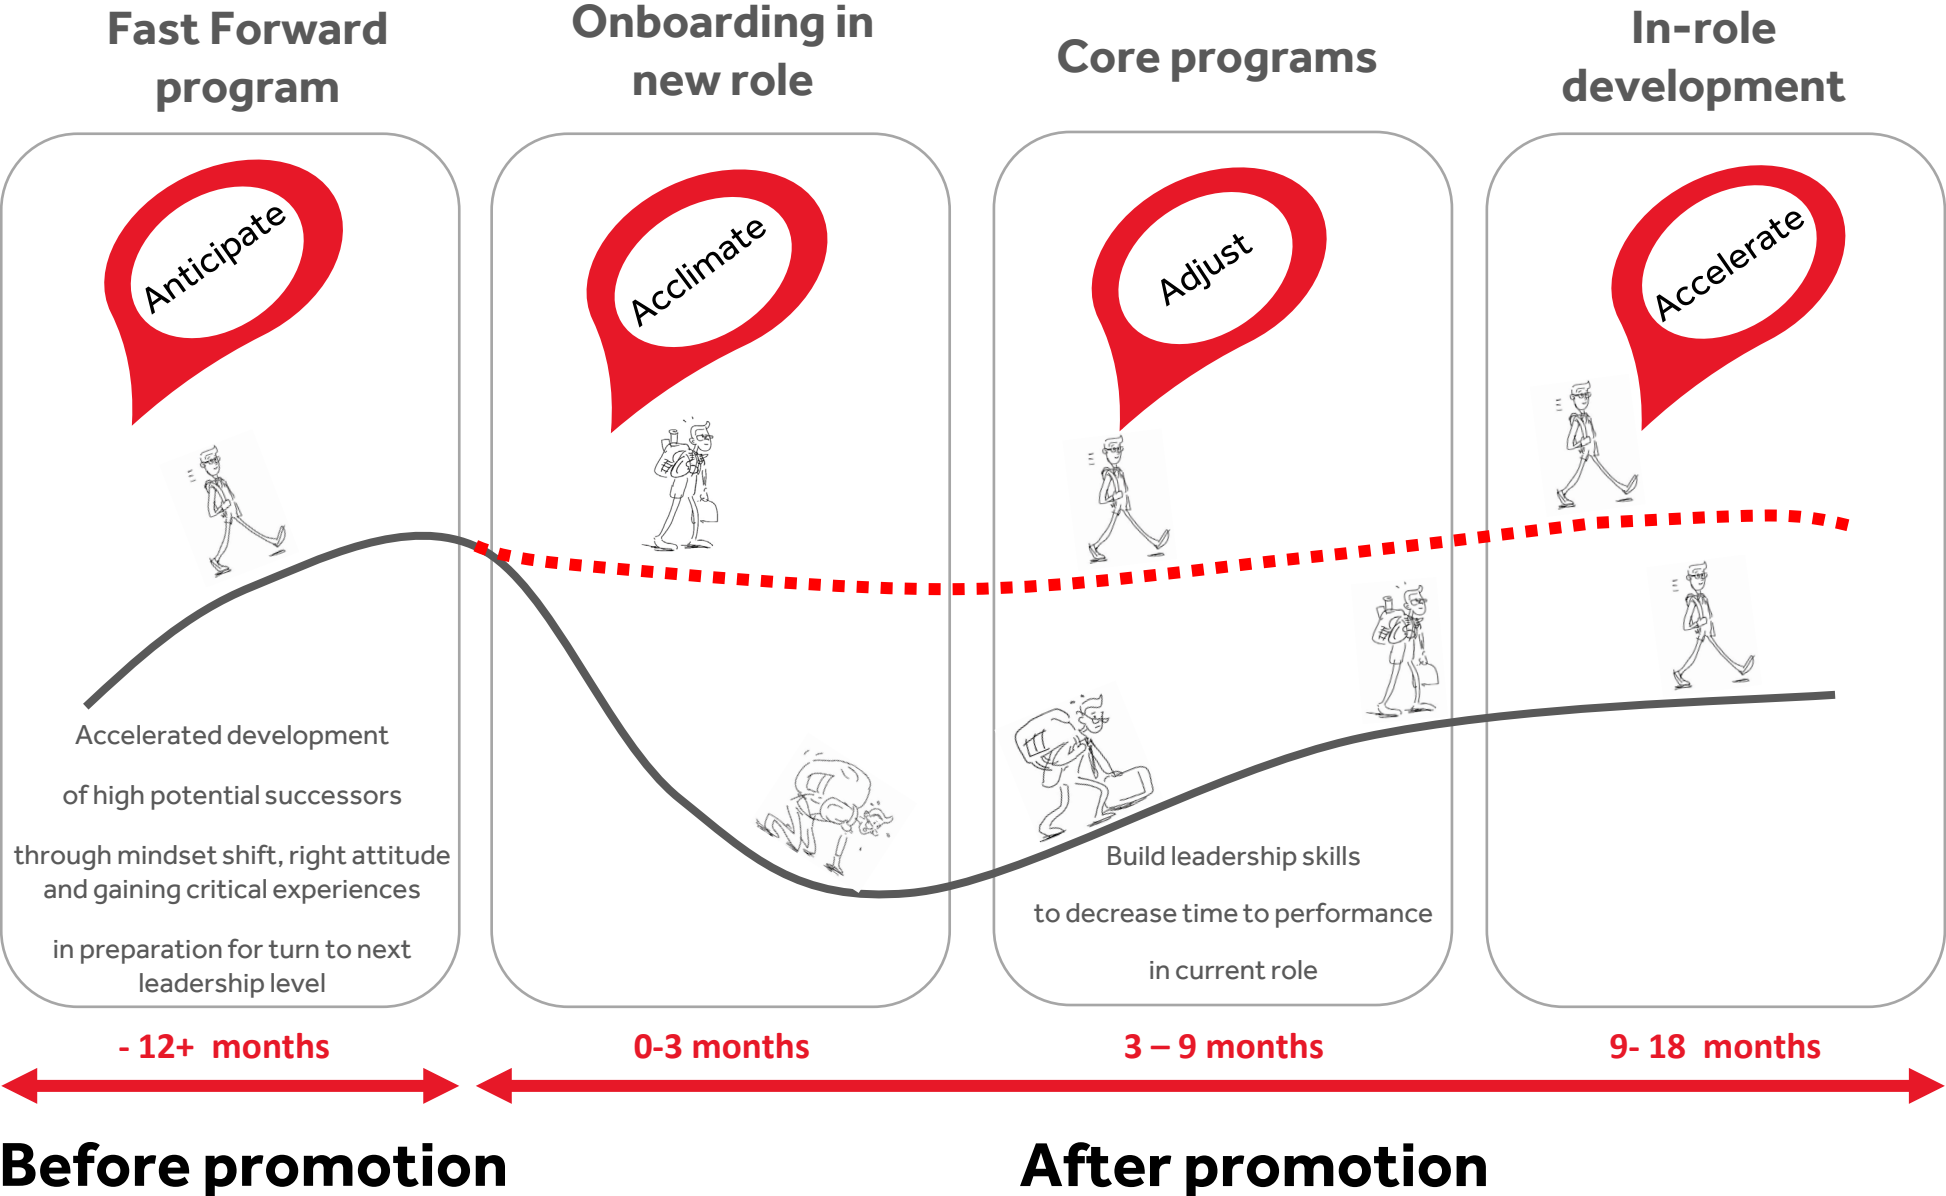 Fast Forward
program
Onboarding in
new role
Core programs
In-role
development
Anticipate
Acclimate
Adjust
Accelerate
Accelerated development
of high potential successors
through mindset shift, right attitude
and gaining critical experiences
in preparation for turn to next
leadership level
Build leadership skills
to decrease time to performance
in current role
- 12+  months
0-3 months
3 – 9 months
9- 18  months
Before promotion
After promotion